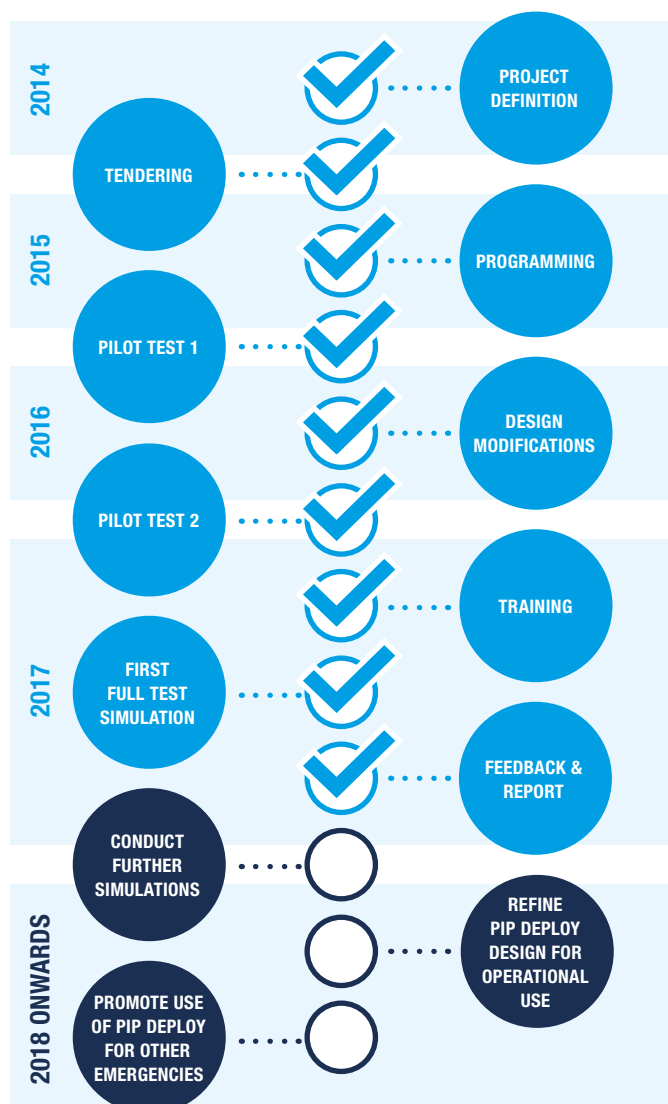 2014
PROJECT
DEFINITION
TENDERING
2015
PROGRAMMING
PILOT TEST 1
2016
DESIGN
MODIFICATIONS
PILOT TEST 2
2017
TRAINING
FIRST
FULL TEST
SIMULATION
FEEDBACK &
REPORT
CONDUCT
FURTHER
SIMULATIONS
2018 ONWARDS
REFINE
PIP DEPLOY
DESIGN FOR
OPERATIONAL
USE
PROMOTE USE
OF PIP DEPLOY
FOR OTHER
EMERGENCIES